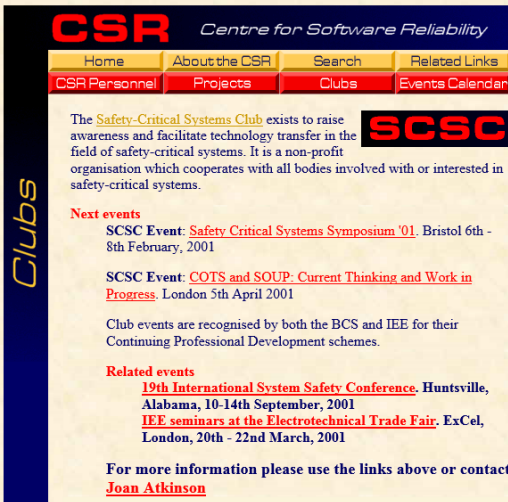 CSR Centre for Software Reliability
Home About the CSR Search Related Links
CSR Personnel Projects Clubs Events Calendar
Clubs
The Safety-Critical Systems Club exists to raise
SCSC
awareness and facilitate technology transfer in the
field of safety-critical systems. It is a non-profit
organisation which cooperates with all bodies involved with or interested in
safety-critical systems.
Next events
SCSC Event: Safety Critical Systems Symposium '01. Bristol 6th -
8th February, 2001
SCSC Event: COTS and SOUP: Current Thinking and Work in
Progress. London 5th April 2001
Club events are recognised by both the BCS and IEE for their
Continuing Professional Development schemes.
Related events
19th International System Safety Conference. Huntsville,
Alabama, 10-14th September, 2001
IEE seminars at the Electrotechnical Trade Fair. ExCel,
London, 20th - 22nd March, 2001
For more information please use the links above or contact
Joan Atkinson